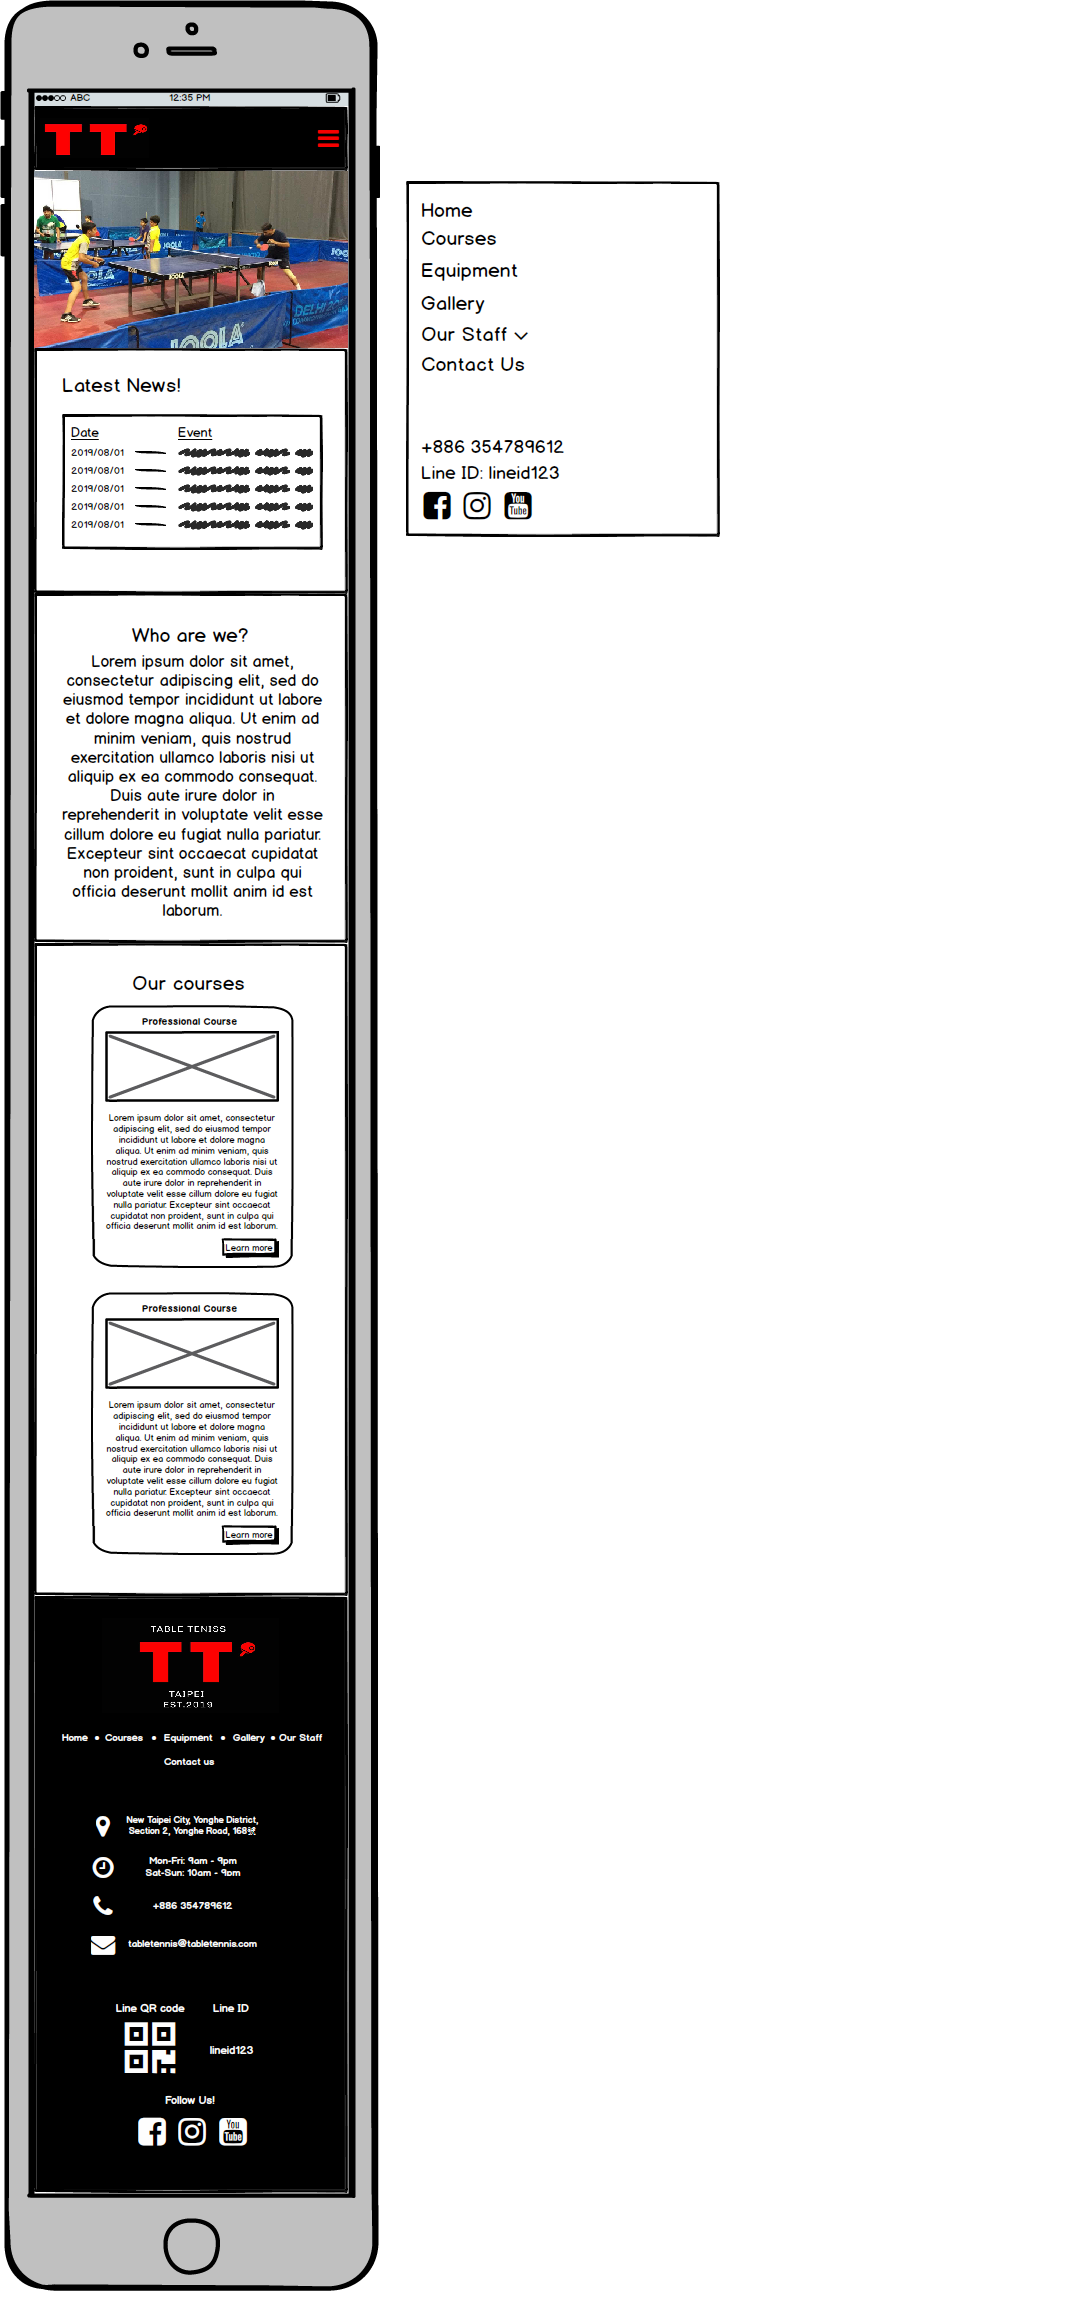 ABC 12:35 PM
TT
JOOLA
Latest News!
Date Event
2019/08/01
2019/08/01
2019/08/01
2019/08/01
2019/08/01
Who are we?
Lorem ipsum dolor sit amet,
consectetur adipiscing elit, sed do
eiusmod tempor incididunt ut labore
et dolore magna aliqua. Ut enim ad
minim veniam, quis nostrud
exercitation ullamco laboris nisi ut
aliquip ex ea commodo consequat.
Duis aute irure dolor in
reprehenderit in voluptate velit esse
cillum dolore eu fugiat nulla pariatur.
Excepteur sint occaecat cupidatat
non proident, sunt in culpa qui
officia deserunt mollit anim id est
laborum.
Our courses
Professional Course
Lorem ipsum dolor sit amet, consectetur
adipiscing elit, sed do eiusmod tempor
incididunt ut labore et dolore magna
aliqua. Ut enim ad minim veniam, quis
nostrud exercitation ullamco laboris nisi ut
aliquip ex ea commodo consequat. Duis
aute irure dolor in reprehenderit in
voluptate velit esse cillum dolore eu fugiat
nulla pariatur. Excepteur sint occaecat
cupidatat non proident, sunt in culpa qui
officia deserunt mollit anim id est laborum.
Learn more
Professional Course
Lorem ipsum dolor sit amet, consectetur
adipiscing elit, sed do eiusmod tempor
incididunt ut labore et dolore magna
aliqua. Ut enim ad minim veniam, quis
nostrud exercitation ullamco laboris nisi ut
aliquip ex ea commodo consequat. Duis
aute irure dolor in reprehenderit in
voluptate velit esse cillum dolore eu fugiat
nulla pariatur. Excepteur sint occaecat
cupidatat non proident, sunt in culpa qui
officia deserunt mollit anim id est laborum.
Learn more
TABLE TENISS
TT
TAIPEI
EST.2019
Home • Courses • Equipment • Gallery • Our Staff
Contact us
New Taipei City, Yonghe District,
Section 2, Yonghe Road, 168號
Mon-Fri: 9am - 9pm
Sat-Sun: 10am - 9pm
+886 354789612
tabletennis@tabletennis.com
Line QR code Line ID
lineid123
Follow Us!
You Tube
Home
Courses
Equipment
Gallery
Our Staff
Contact Us
+886 354789612
Line ID: lineid123
You Tube